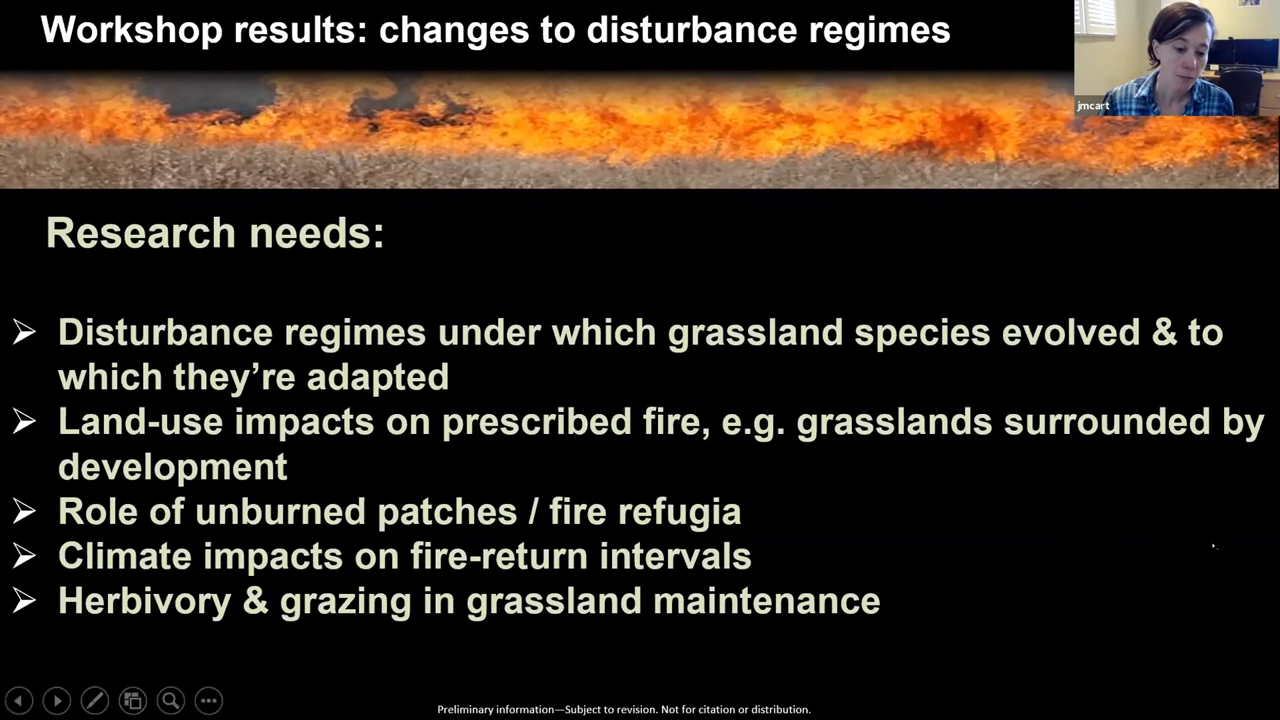 Workshop results: changes to disturbance regimes
jmcart
Research needs:
Disturbance regimes under which grassland species evolved & to
which they're adapted
Land-use impacts on prescribed fire, e.g. grasslands surrounded by
development
Role of unburned patches / fire refugia
Climate impacts on fire-return intervals
Herbivory & grazing in grassland maintenance
Preliminary information—Subject to revision. Not for citation or distribution.